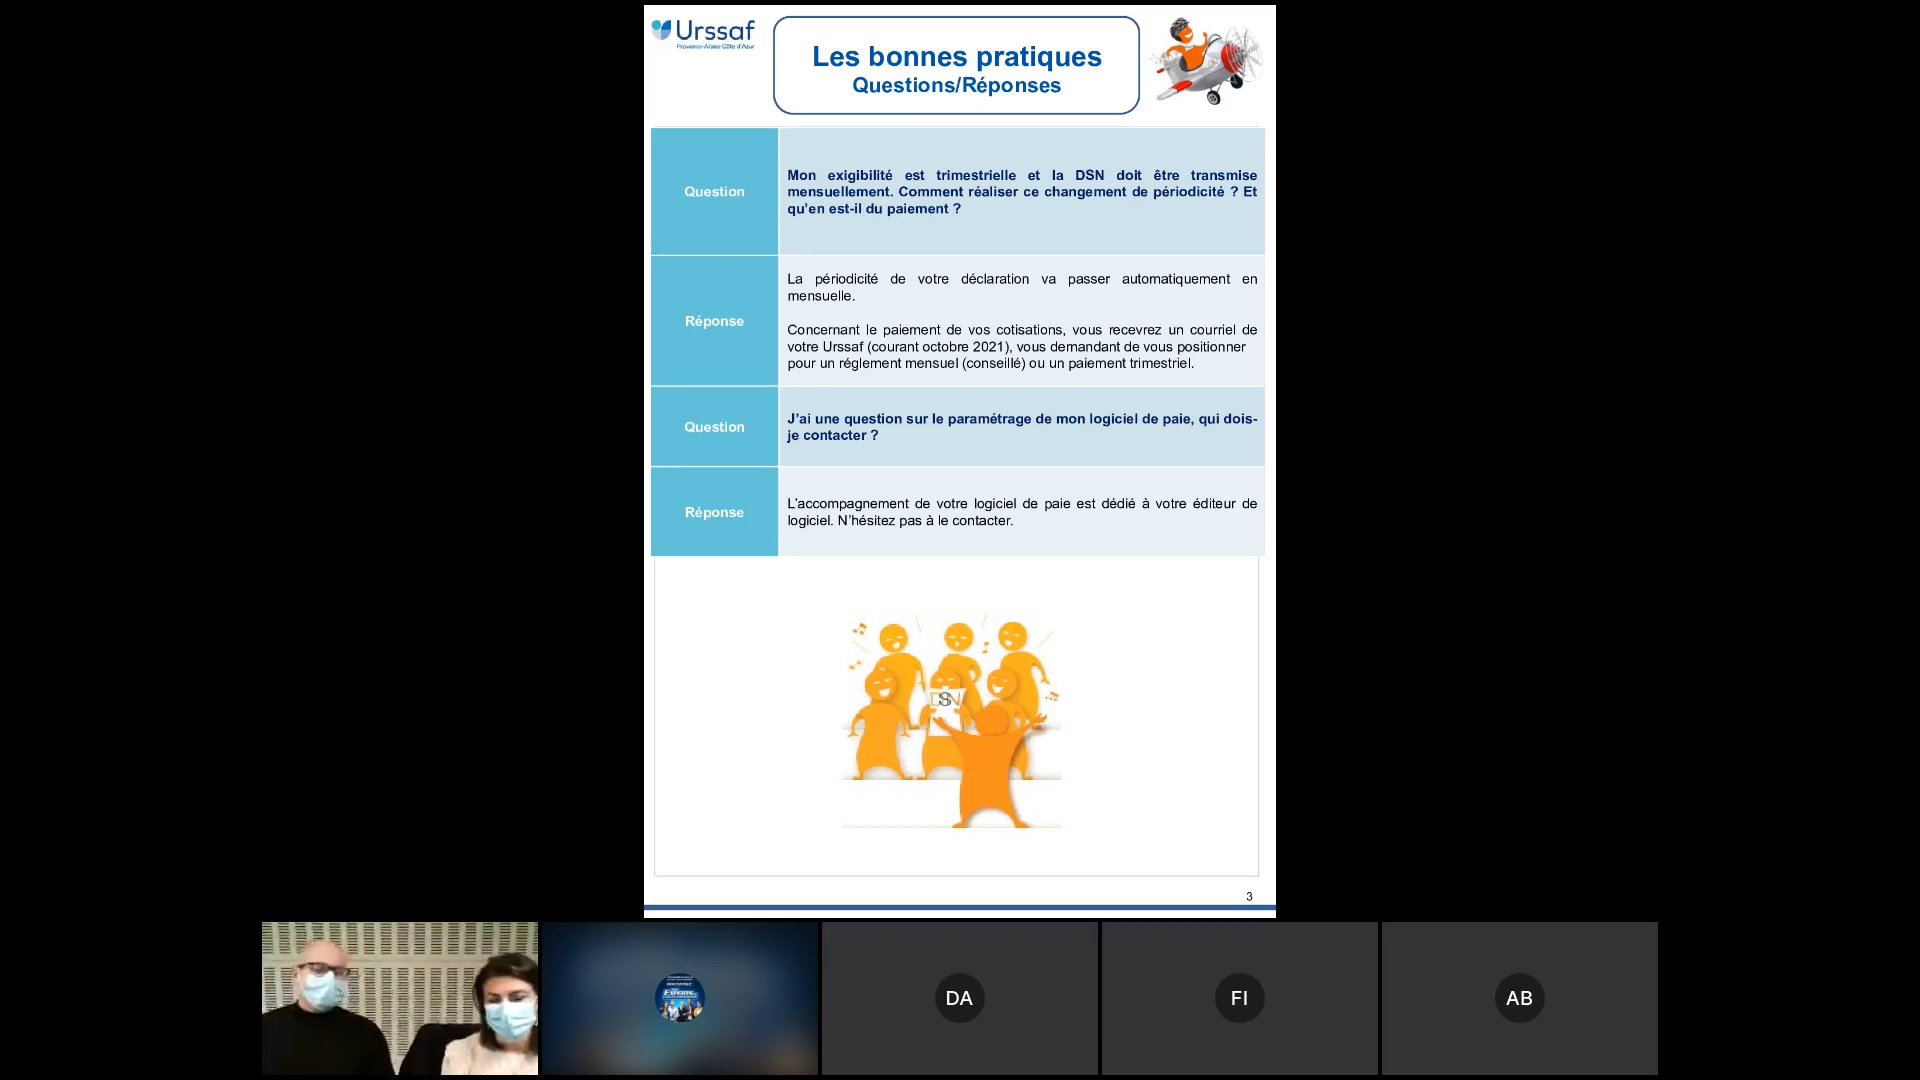 Urssaf
Provence-Alpes-Côte d'Azur
Les bonnes pratiques
Questions/Réponses
Question
Mon exigibilité est trimestrielle et la DSN doit être transmise
mensuellement. Comment réaliser ce changement de périodicité ? Et
qu'en est-il du paiement ?
Réponse
La périodicité de votre déclaration va passer automatiquement en
mensuelle.
Concernant le paiement de vos cotisations, vous recevrez un courriel de
votre Urssaf (courant octobre 2021), vous demandant de vous positionner
pour un réglement mensuel (conseillé) ou un paiement trimestriel.
Question
J'ai une question sur le paramétrage de mon logiciel de paie, qui dois-
je contacter ?
Réponse
L'accompagnement de votre logiciel de paie est dédié à votre éditeur de
logiciel. N'hésitez pas à le contacter.
DSN
3
DA
FI
AB